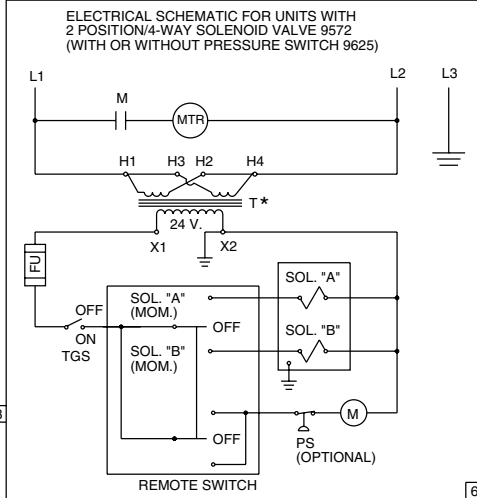 ELECTRICAL SCHEMATIC FOR UNITS WITH
2 POSITION/4-WAY SOLENOID VALVE 9572
(WITH OR WITHOUT PRESSURE SWITCH 9625)
L1
L2
L3
M
MTR
H1
H3
H2
H4
T*
24 V.
X1
X2
FU
SOL. "A"
(MOM.)
SOL. "A"
OFF
ON
TGS
OFF
SOL. "B"
(MOM.)
SOL. "B"
OFF
PS
(OPTIONAL)
M
REMOTE SWITCH
6